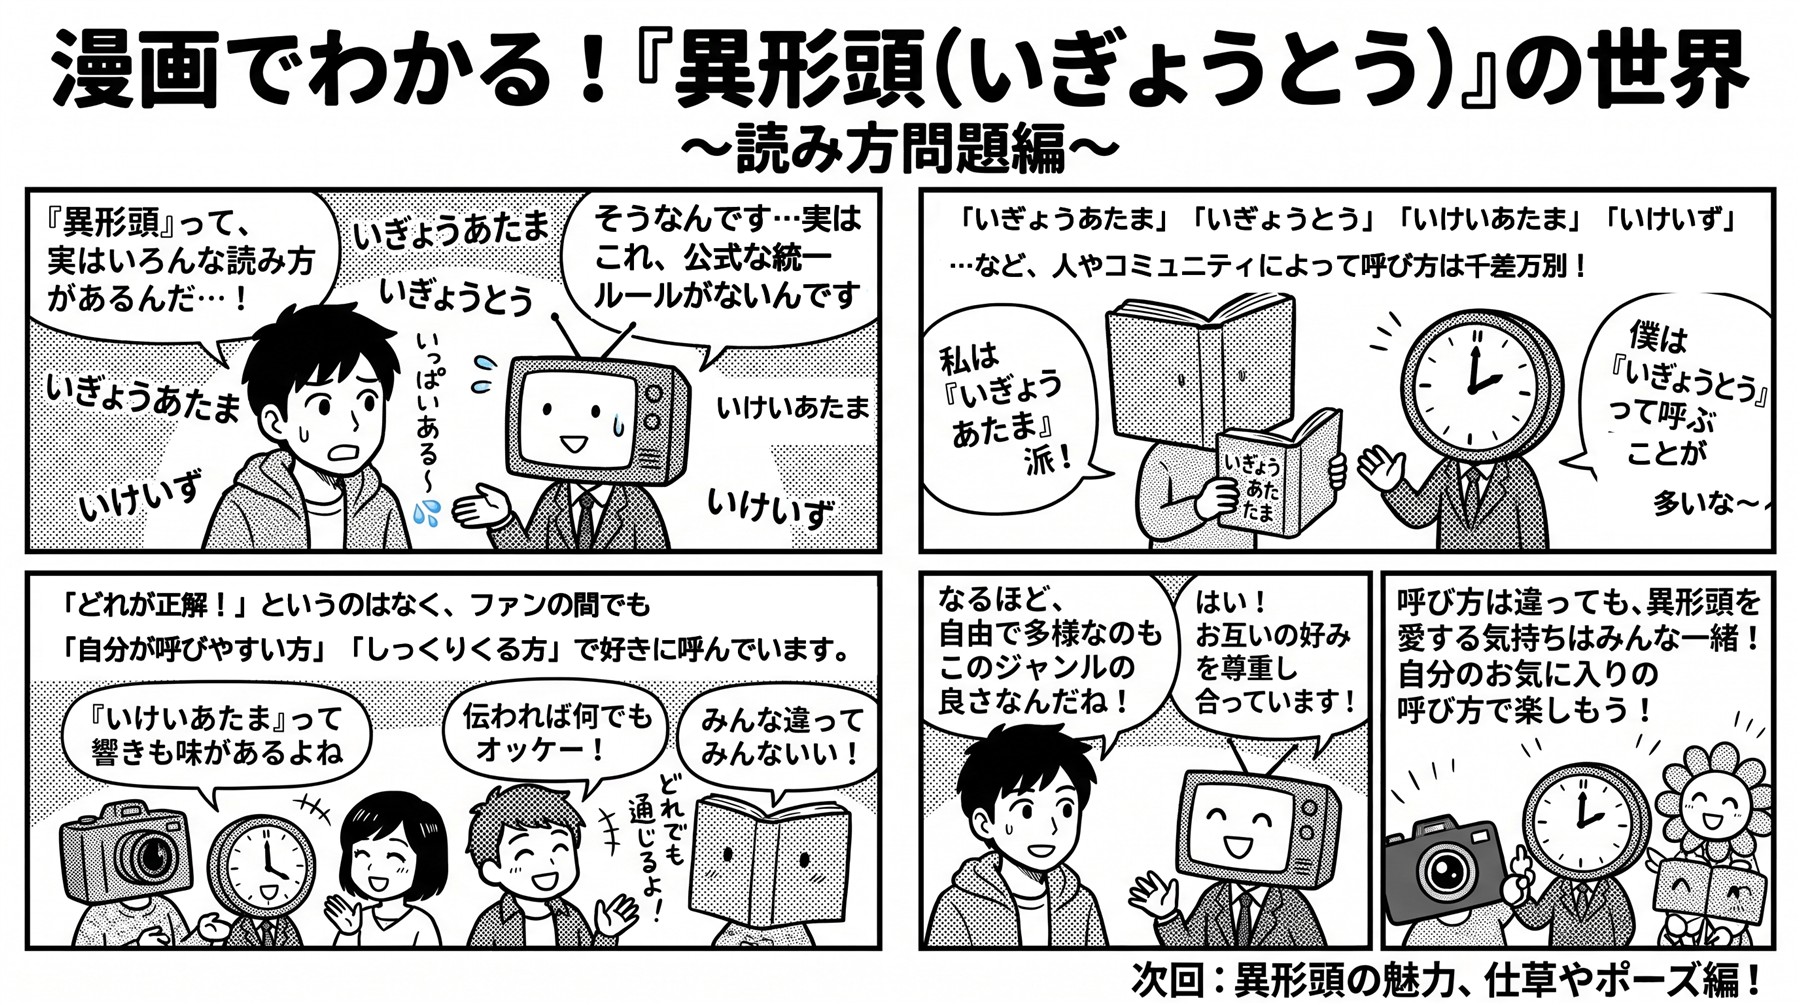 漫画でわかる！『異形頭（いぎょうとう）』の世界
～読み方問題編～
『異形頭』って、
実はいろんな読み方
があるんだ…！
いぎょうあたま
いぎょうとう
そうなんです…実は
これ、公式な統一
ルールがないんです
いぎょうあたま
いけいず
いっぱいある～
いけいあたま
いけいず
「いぎょうあたま」「いぎょうとう」「いけいあたま」「いけいず」
…など、人やコミュニティによって呼び方は千差万別！
私は
『いぎょう
あたま』
派！
いぎょう
あた
たま
僕は
『いぎょうとう』
って呼ぶ
ことが
多いな～
「どれが正解！」というのはなく、ファンの間でも
「自分が呼びやすい方」「しっくりくる方」で好きに呼んでいます。
『いけいあたま』って
響きも味があるよね
伝われば何でも
オッケー！
どれでも
通じるよ！
みんな違って
みんないい！
なるほど、
自由で多様なのも
このジャンルの
良さなんだね！
はい！
お互いの好み
を尊重し
合っています！
呼び方は違っても、異形頭を
愛する気持ちはみんな一緒！
自分のお気に入りの
呼び方で楽しもう！
次回：異形頭の魅力、仕草やポーズ編！